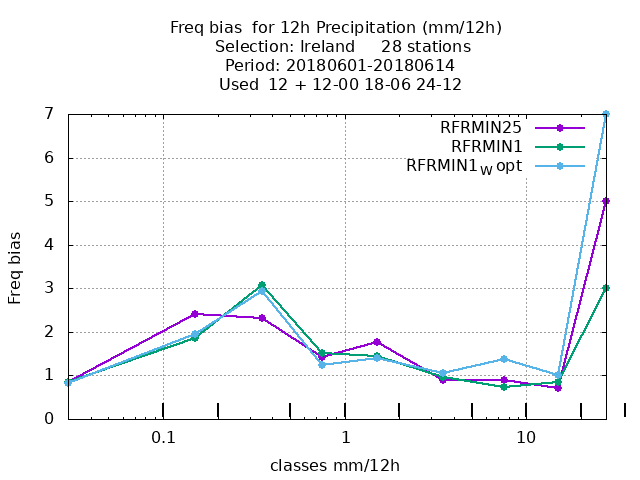 Freq bias  for 12h Precipitation (mm/12h)
Selection: Ireland     28 stations
Period: 20180601-20180614
Used  12 + 12-00 18-06 24-12
7
6
5
4
3
2
1
0
Freq bias
RFRMIN25
RFRMIN1
RFRMIN1W opt
0.1 1 10
classes mm/12h